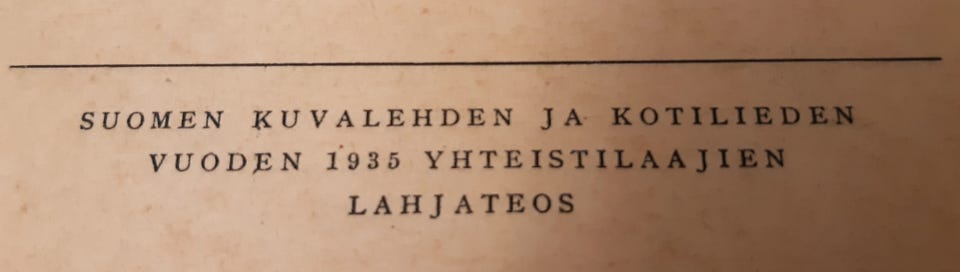 SUOMEN KUVALEHDEN JA KOTILIEDEN
VUODEN 1935 YHTEISTILAAJIEN
LAHJATEOS